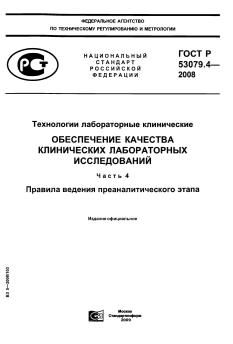 ФЕДЕРАЛЬНОЕ АГЕНТСТВО
ПО ТЕХНИЧЕСКОМУ РЕГУЛИРОВАНИЮ И МЕТРОЛОГИИ
НАЦИОНАЛЬНЫЙ
СТАНДАРТ
РОССИЙСКОЙ
ФЕДЕРАЦИИ
ГОСТ Р
53079.4—
2008
Технологии лабораторные клинические
ОБЕСПЕЧЕНИЕ КАЧЕСТВА
КЛИНИЧЕСКИХ ЛАБОРАТОРНЫХ
ИССЛЕДОВАНИЙ
Часть 4
Правила ведения преаналитического этапа
Издание официальное
Москва
Стандартинформ
2009